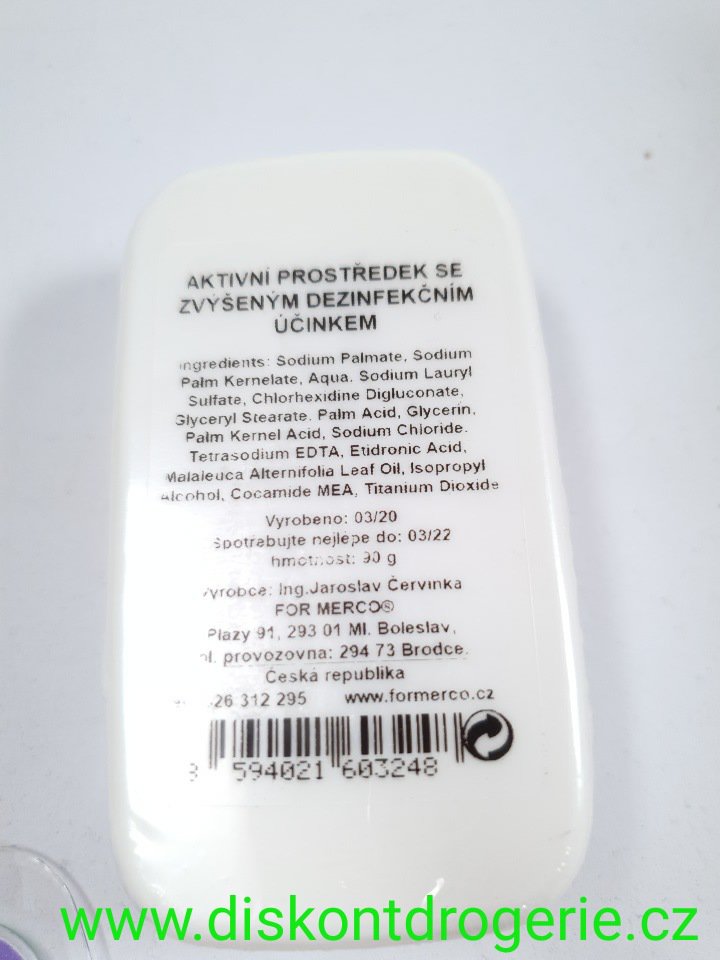 AKTIVNÍ PROSTŘEDEK SE
ZVÝŠENÝM DEZINFEKČNÍM
ÚČINKEM
ingredients: Sodium Palmate, Sodium
Palm Kernelate, Aqua. Sodium Lauryl
Sulfate, Chlorhexidine Digluconate,
Glyceryl Stearate, Palm Acid, Glycerin,
Palm Kernel Acid, Sodium Chloride.
Tetrasodium EDTA, Etidronic Acid,
Malaleuca Alternifolia Leaf Oil, Isopropyl
Alcohol, Cocamide MEA, Titanium Dioxide
Vyrobeno: 03/20
Spotřabujte nejlépe do: 03/22
hmotnost: 90 g
Vyrobce: Ing.Jaroslav Červinka
FOR MERCO®
Plazy 91, 293 01 Ml. Boleslav,
provozovna: 294 73 Brodce.
Česká republika
312 295 www.formerco.cz
8 594021 603248
www.diskontdrogerie.cz